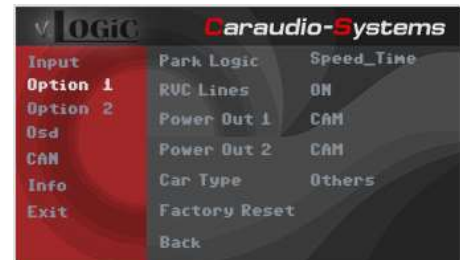 v.LOGiC Caraudio-Systems
Input Park Logic Speed_Time
Option 1 RVC Lines ON
Option 2 Power Out 1 CAM
Osd Power Out 2 CAM
CAN Car Type Others
Info Factory Reset
Exit Back